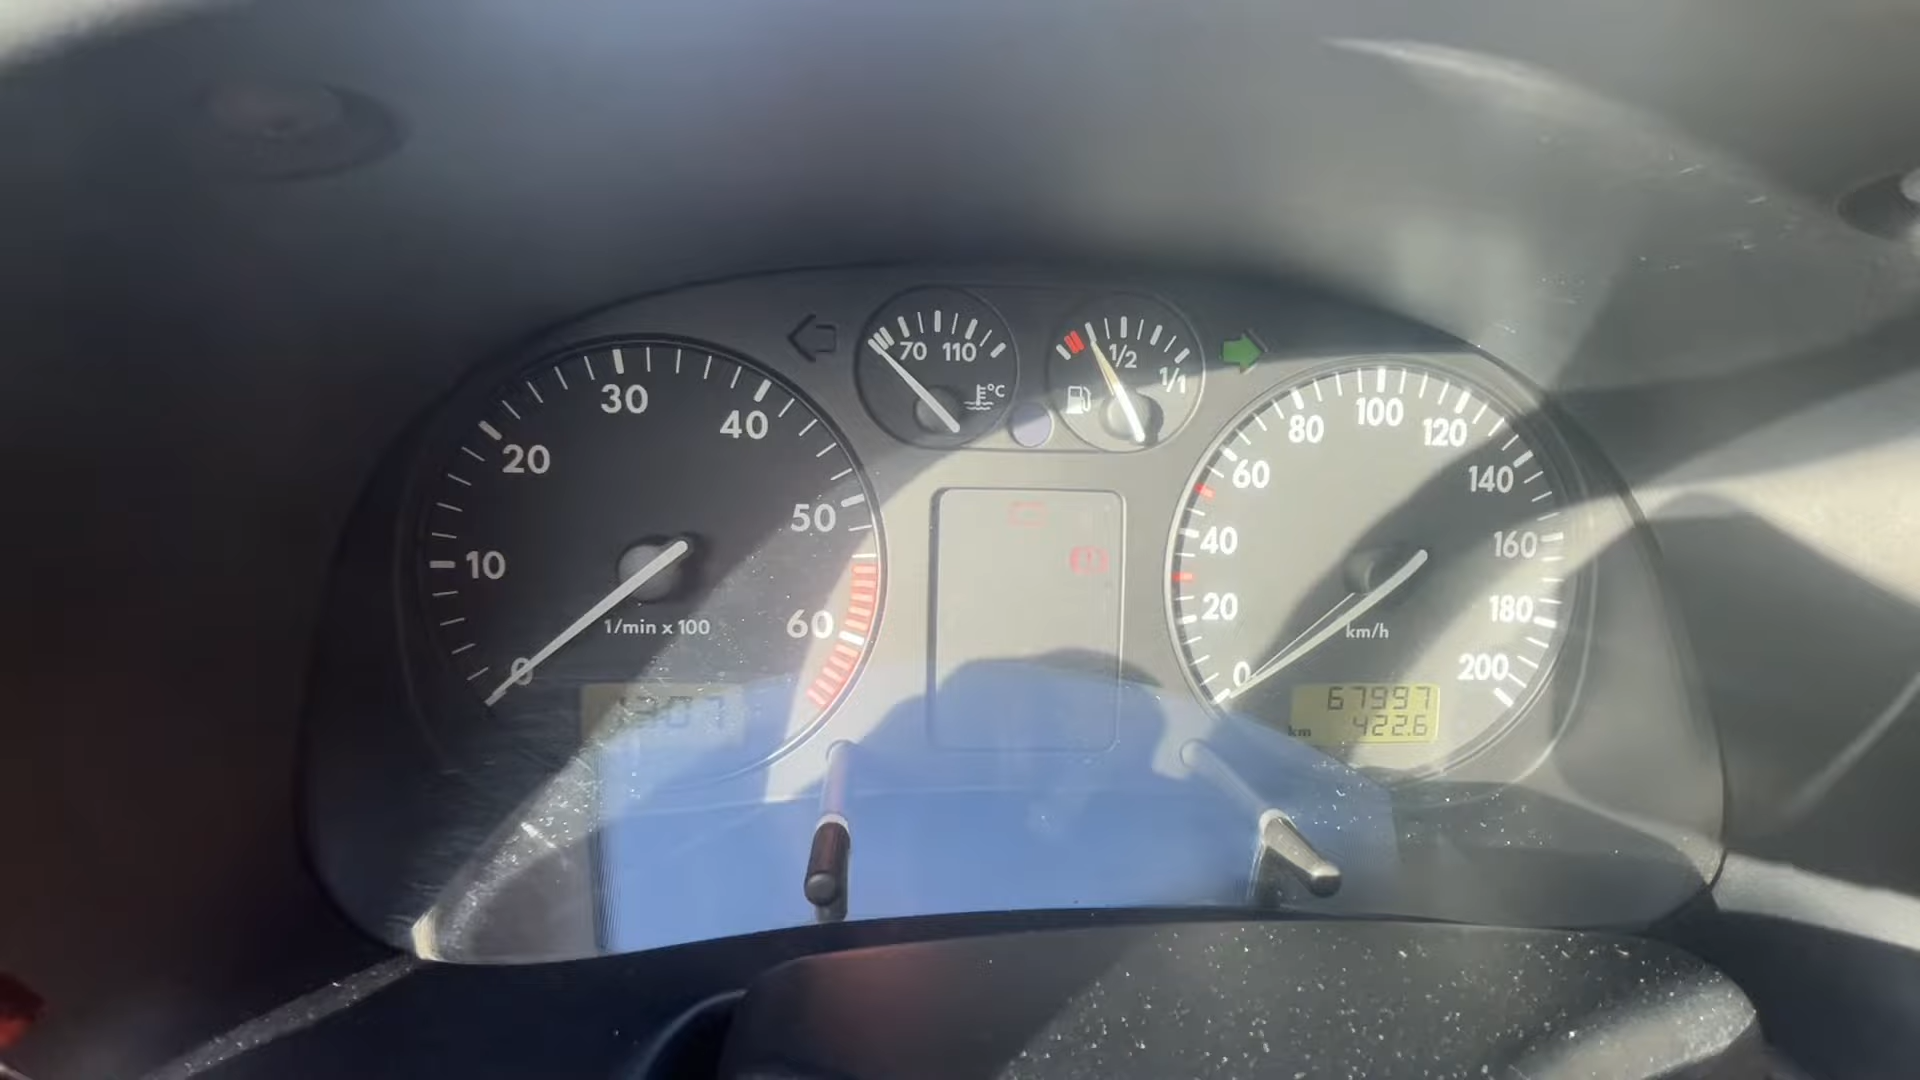 70 110
°C
1/2
1/1
0 10 20 30 40 50 60
1/min x 100
0 20 40 60 80 100 120 140 160 180 200
km/h
67997
km 422.6